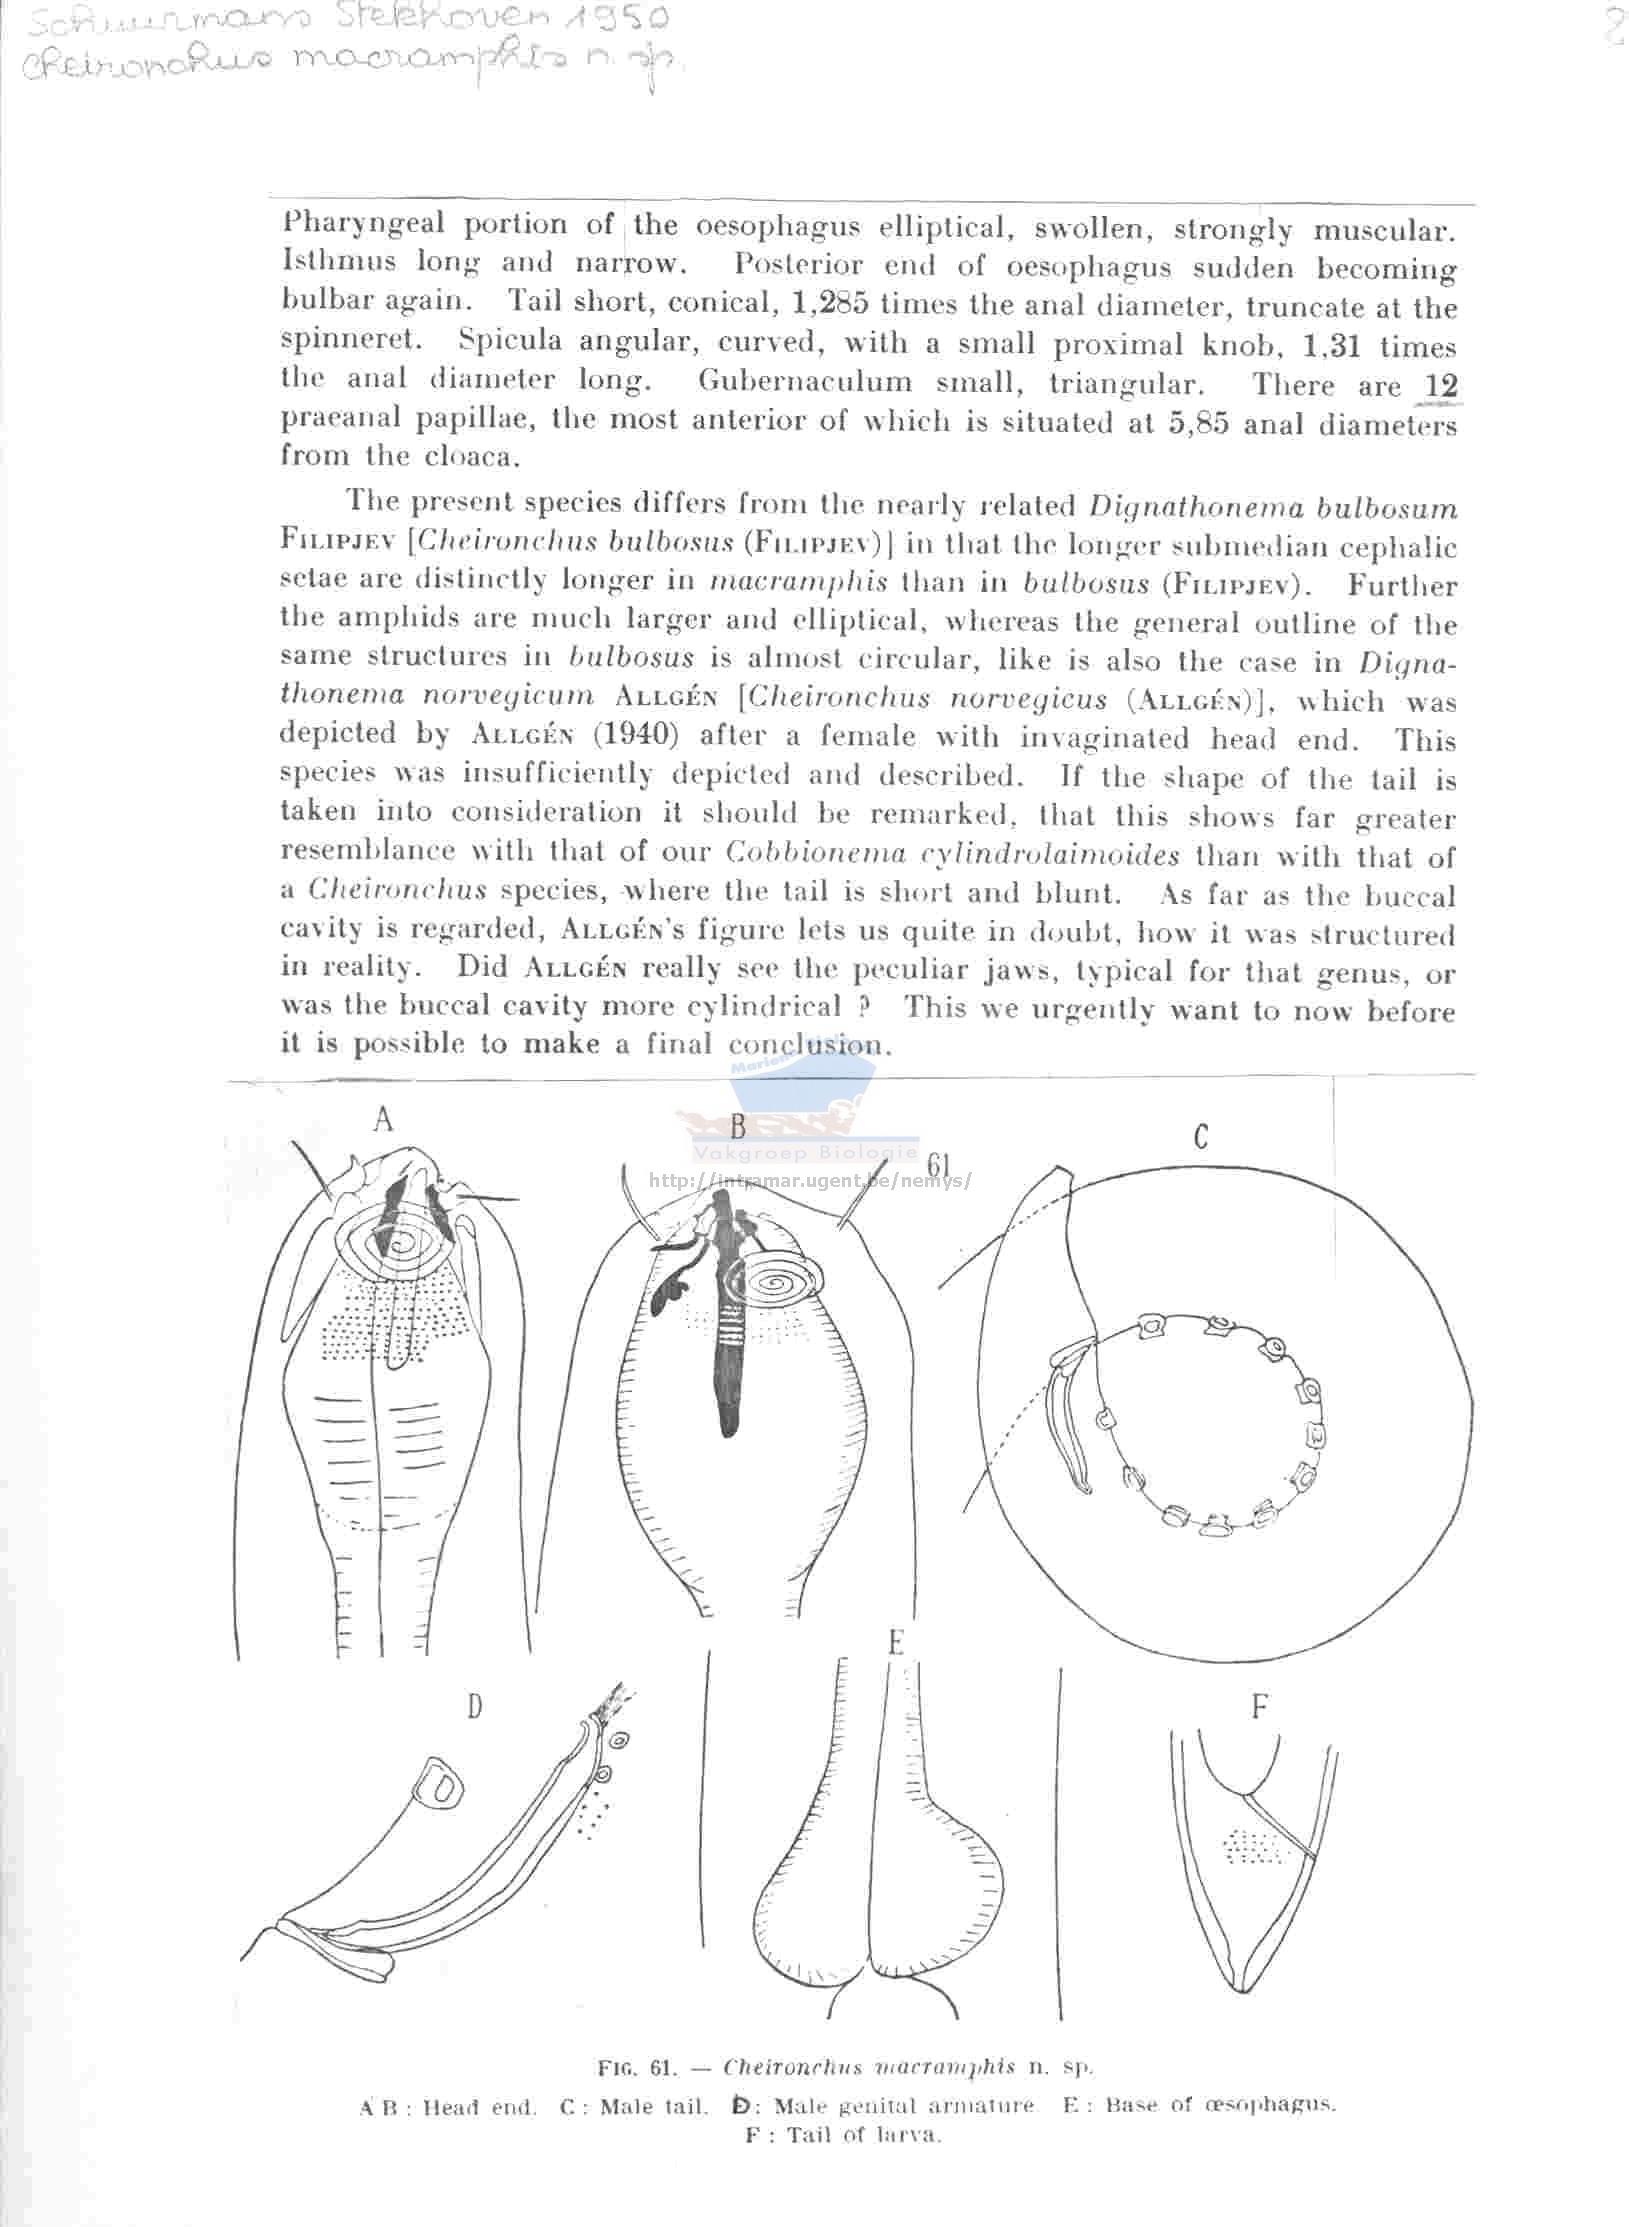 Schuurmans Stekhoven 1950
Cheironchus macramphis n. sp.
2
Pharyngeal portion of the oesophagus elliptical, swollen, strongly muscular.
Isthmus long and narrow. Posterior end of oesophagus sudden becoming
bulbar again. Tail short, conical, 1,285 times the anal diameter, truncate at the
spinneret. Spicula angular, curved, with a small proximal knob, 1,31 times
the anal diameter long. Gubernaculum small, triangular. There are 12
praeanal papillae, the most anterior of which is situated at 5,85 anal diameters
from the cloaca.
The present species differs from the nearly related Dignathonema bulbosum
FILIPJEV [Cheironchus bulbosus (FILIPJEV)] in that the longer submedian cephalic
setae are distinctly longer in macramphis than in bulbosus (FILIPJEV). Further
the amphids are much larger and elliptical, whereas the general outline of the
same structures in bulbosus is almost circular, like is also the case in Digna-
thonema norvegicum ALLGÉN [Cheironchus norvegicus (ALLGÉN)], which was
depicted by ALLGÉN (1940) after a female with invaginated head end. This
species was insufficiently depicted and described. If the shape of the tail is
taken into consideration it should be remarked, that this shows far greater
resemblance with that of our Cobbionema cylindrolaimoides than with that of
a Cheironchus species, where the tail is short and blunt. As far as the buccal
cavity is regarded, ALLGÉN's figure lets us quite in doubt, how it was structured
in reality. Did ALLGÉN really see the peculiar jaws, typical for that genus, or
was the buccal cavity more cylindrical ? This we urgently want to now before
it is possible to make a final conclusion.
Mariene Biologie
Vakgroep Biologie
http://intramar.ugent.be/nemys/
A
B
61
C
D
E
F
FIG. 61. — Cheironchus macramphis n. sp.
A B : Head end. C : Male tail. D : Male genital armature. E : Base of œsophagus.
F : Tail of larva.